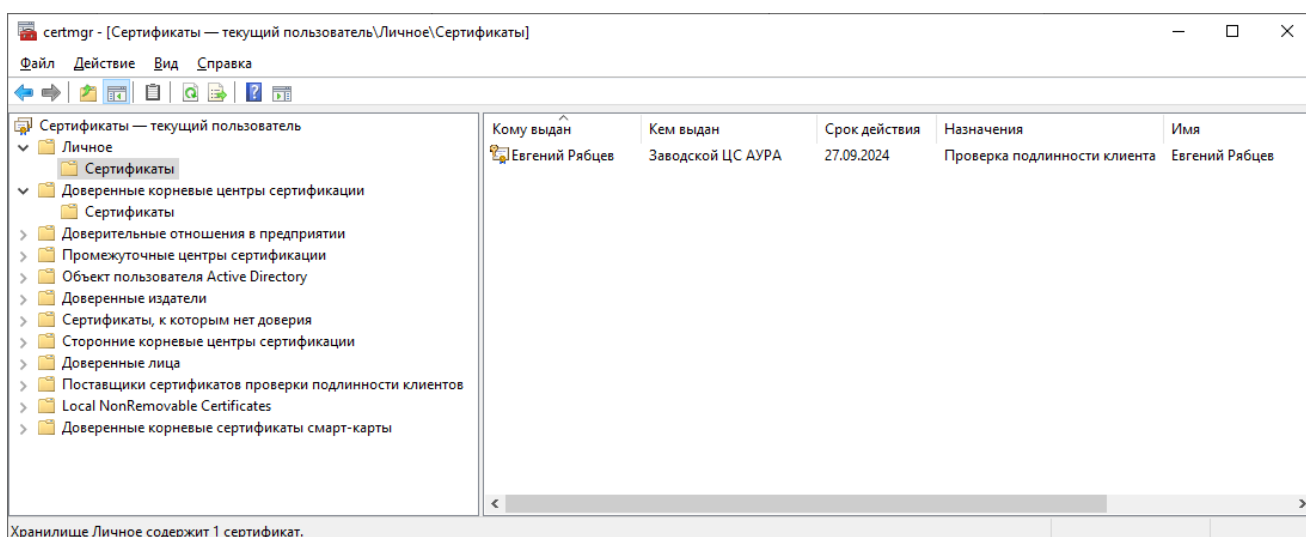 certmgr - [Сертификаты — текущий пользователь\Личное\Сертификаты]
Файл Действие Вид Справка
Сертификаты — текущий пользователь
Личное
Сертификаты
Доверенные корневые центры сертификации
Сертификаты
Доверительные отношения в предприятии
Промежуточные центры сертификации
Объект пользователя Active Directory
Доверенные издатели
Сертификаты, к которым нет доверия
Сторонние корневые центры сертификации
Доверенные лица
Поставщики сертификатов проверки подлинности клиентов
Local NonRemovable Certificates
Доверенные корневые сертификаты смарт-карты
Кому выдан Кем выдан Срок действия Назначения Имя
Евгений Рябцев Заводской ЦС АУРА 27.09.2024 Проверка подлинности клиента Евгений Рябцев
Хранилище Личное содержит 1 сертификат.